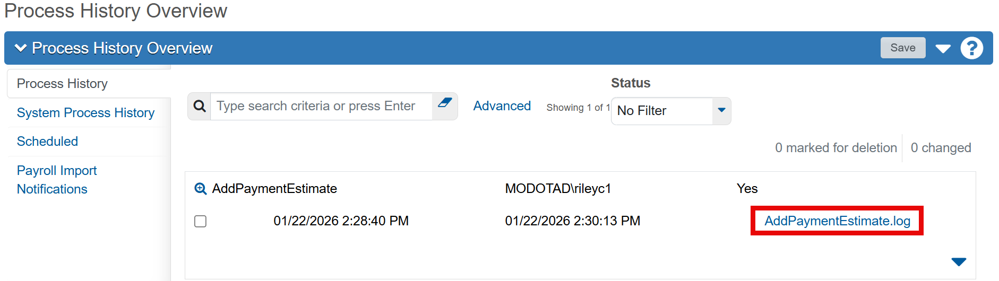 Process History Overview
Process History Overview
Save
?
Process History
System Process History
Scheduled
Payroll Import
Notifications
Status
Type search criteria or press Enter
Advanced
Showing 1 of 1
No Filter
0 marked for deletion
0 changed
AddPaymentEstimate MODOTAD\rileyc1 Yes
01/22/2026 2:28:40 PM 01/22/2026 2:30:13 PM AddPaymentEstimate.log